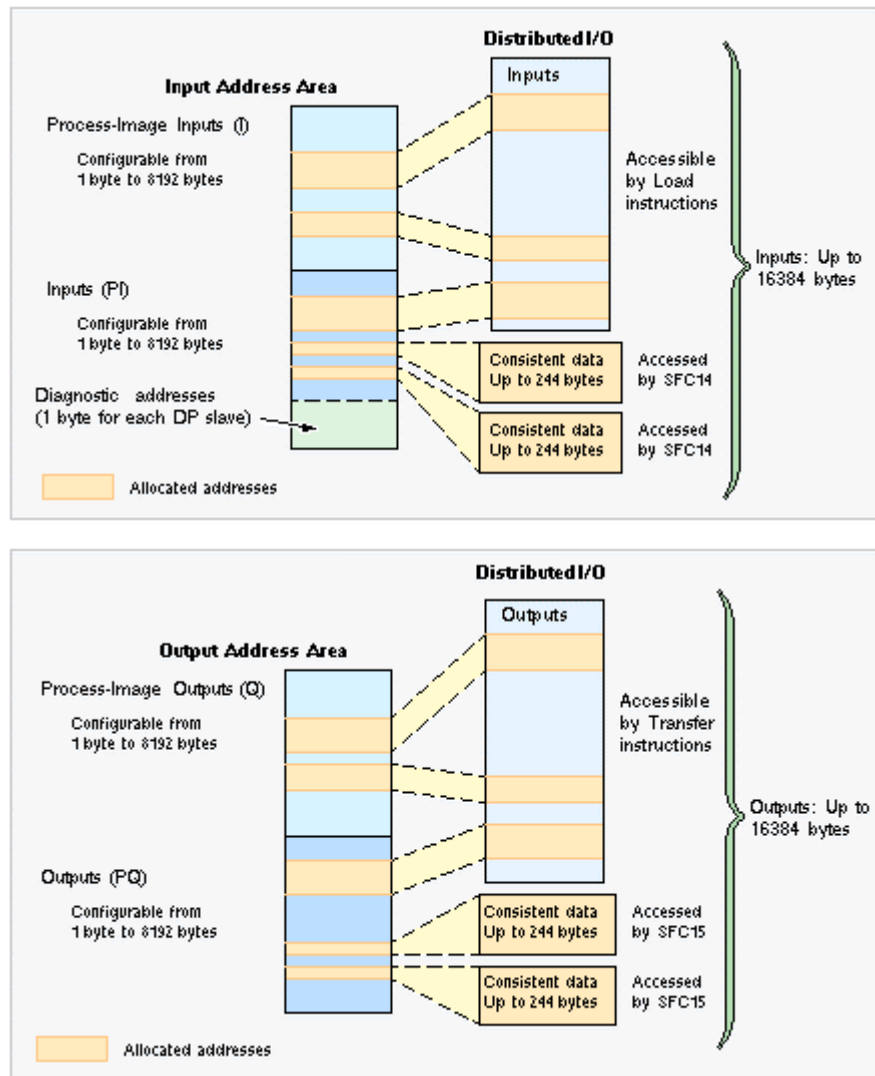 Distributed I/O
Inputs
Input Address Area
Process-Image Inputs (I)
Configurable from
1 byte to 8192 bytes
Accessible
by Load
instructions
Inputs: Up to
16384 bytes
Inputs (PI)
Configurable from
1 byte to 8192 bytes
Consistent data
Up to 244 bytes
Accessed
by SFC14
Diagnostic addresses
(1 byte for each DP slave)
Consistent data
Up to 244 bytes
Accessed
by SFC14
Allocated addresses
Distributed I/O
Outputs
Output Address Area
Process-Image Outputs (Q)
Configurable from
1 byte to 8192 bytes
Accessible
by Transfer
instructions
Outputs: Up to
16384 bytes
Outputs (PQ)
Configurable from
1 byte to 8192 bytes
Consistent data
Up to 244 bytes
Accessed
by SFC15
Consistent data
Up to 244 bytes
Accessed
by SFC15
Allocated addresses